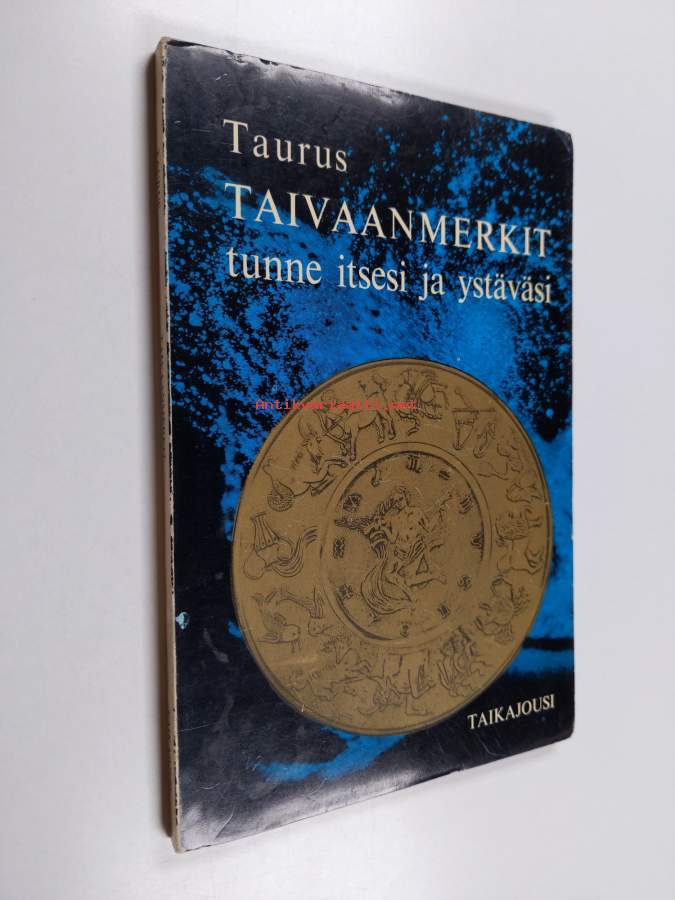 Taurus
TAIVAANMERKIT
tunne itsesi ja ystäväsi
Antikvariaatti.net
TAIKAJOUSI